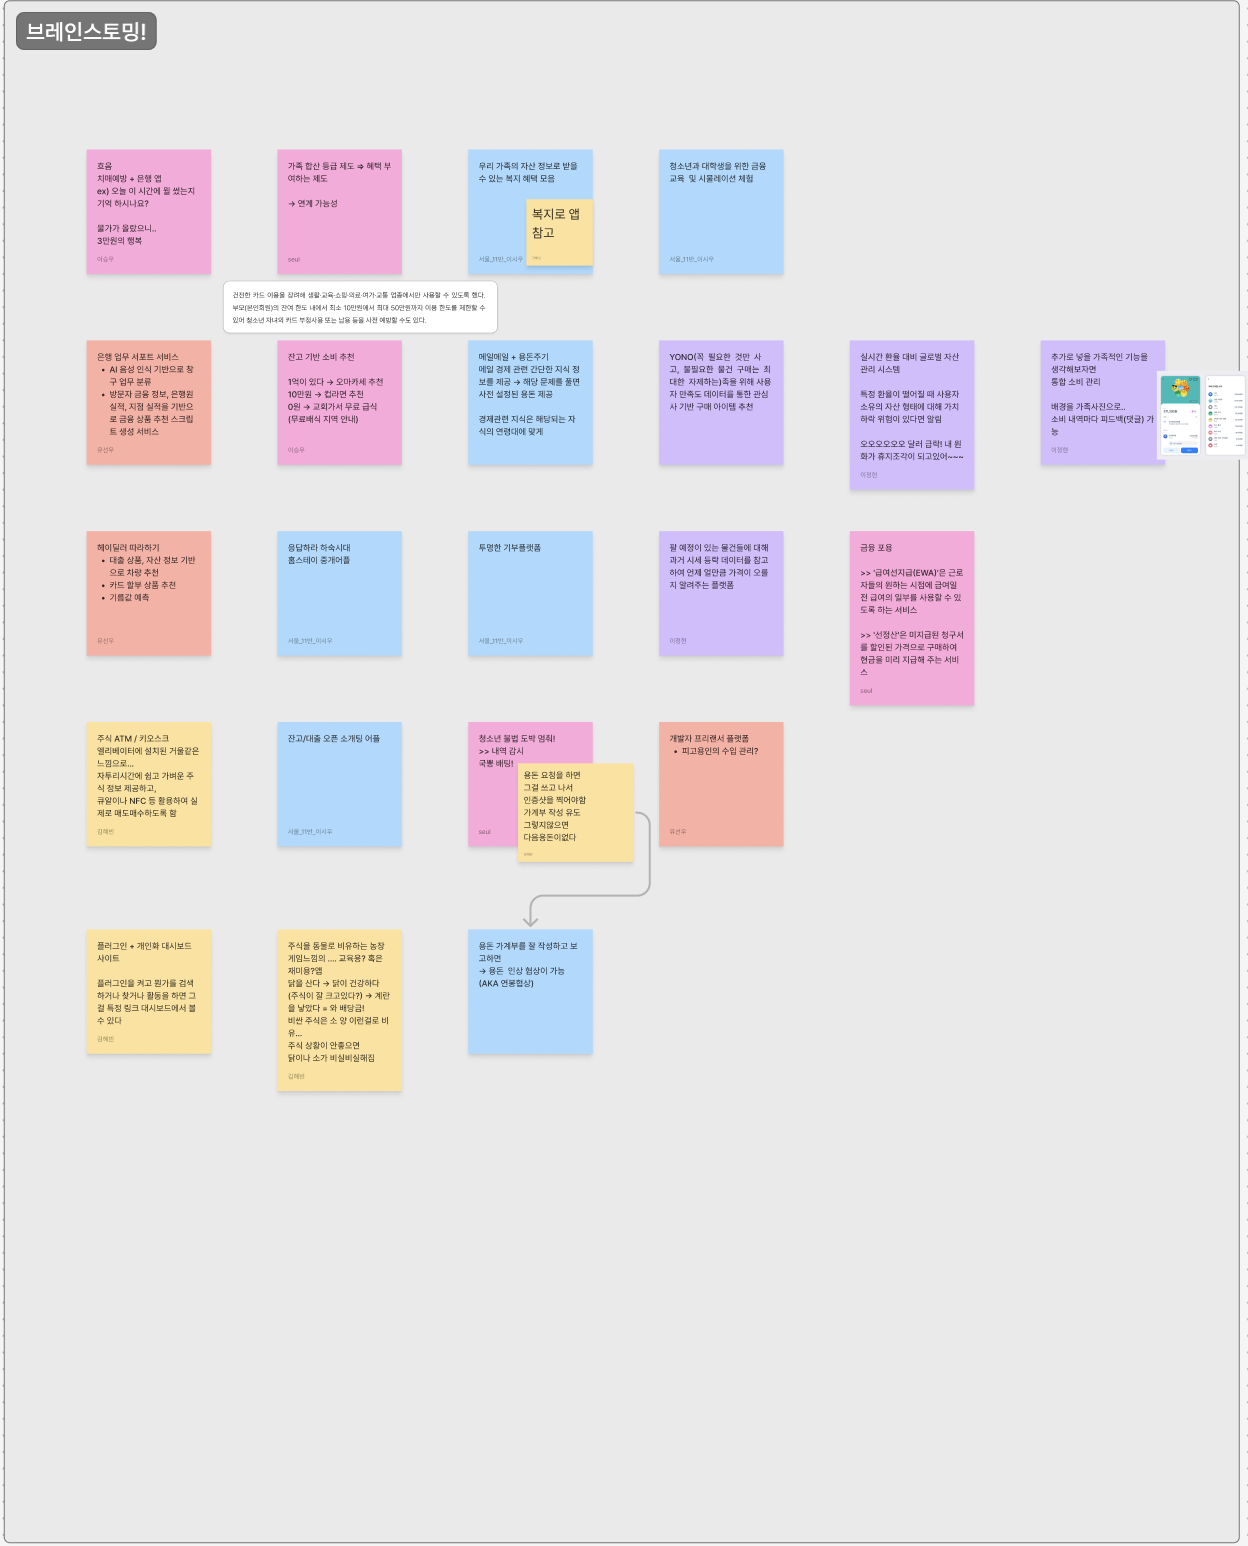 브레인스토밍!
흐음
치매예방 + 은행 앱
ex) 오늘 이 시간에 뭘 썼는지
기억 하시나요?
물가가 올랐으니..
3만원의 행복
이승우
가족 합산 등급 제도 ⇒ 혜택 부
여하는 제도
→ 연계 가능성
seul
우리 가족의 자산 정보로 받을
수 있는 복지 혜택 모음
서울_11반_이시우
복지로 앱
참고
청소년과 대학생을 위한 금융
교육 및 시뮬레이션 체험
서울_11반_이시우
건전한 카드 이용을 장려해 생활·교육·쇼핑·의료·여가·교통 업종에서만 사용할 수 있도록 했다.
부모(본인회원)의 잔여 한도 내에서 최소 10만원에서 최대 50만원까지 이용 한도를 제한할 수
있어 청소년 자녀의 카드 부정사용 또는 남용 등을 사전 예방할 수도 있다.
은행 업무 서포트 서비스
• AI 음성 인식 기반으로 창
구 업무 분류
• 방문자 금융 정보, 은행원
실적, 지점 실적을 기반으
로 금융 상품 추천 스크립
트 생성 서비스
유선우
잔고 기반 소비 추천
1억이 있다 → 오마카세 추천
10만원 → 컵라면 추천
0원 → 교회가서 무료 급식
(무료배식 지역 안내)
이승우
메일메일 + 용돈주기
메일 경제 관련 간단한 지식 정
보를 제공 → 해당 문제를 풀면
사전 설정된 용돈 제공
경제관련 지식은 해당되는 자
식의 연령대에 맞게
YONO(꼭 필요한 것만 사
고, 불필요한 물건 구매는 최
대한 자제하는)족을 위해 사용
자 만족도 데이터를 통한 관심
사 기반 구매 아이템 추천
실시간 환율 대비 글로벌 자산
관리 시스템
특정 환율이 떨어질 때 사용자
소유의 자산 형태에 대해 가치
하락 위험이 있다면 알림
오오오오오오 달러 급락! 내 원
화가 휴지조각이 되고있어~~~
이정현
추가로 넣을 가족적인 기능을
생각해보자면
통합 소비 관리
배경을 가족사진으로..
소비 내역마다 피드백(댓글) 가
능
이정현
헤이딜러 따라하기
• 대출 상품, 자산 정보 기반
으로 차량 추천
• 카드 할부 상품 추천
• 기름값 예측
유선우
응답하라 하숙시대
홈스테이 중개어플
서울_11반_이시우
투명한 기부플랫폼
서울_11반_이시우
팔 예정이 있는 물건들에 대해
과거 시세 등락 데이터를 참고
하여 언제 얼만큼 가격이 오를
지 알려주는 플랫폼
이정현
금융 포용
>> '급여선지급(EWA)'은 근로
자들의 원하는 시점에 급여일
전 급여의 일부를 사용할 수 있
도록 하는 서비스
>> '선정산'은 미지급된 청구서
를 할인된 가격으로 구매하여
현금을 미리 지급해 주는 서비
스
seul
주식 ATM / 키오스크
엘리베이터에 설치된 거울같은
느낌으로...
자투리시간에 쉽고 가벼운 주
식 정보 제공하고,
큐알이나 NFC 등 활용하여 실
제로 매도매수하도록 함
김혜빈
잔고/대출 오픈 소개팅 어플
서울_11반_이시우
청소년 불법 도박 멈춰!
>> 내역 감시
국뽕 배팅!
seul
용돈 요청을 하면
그걸 쓰고 나서
인증샷을 찍어야함
가계부 작성 유도
그렇지않으면
다음용돈이없다
개발자 프리랜서 플랫폼
• 피고용인의 수입 관리?
유선우
플러그인 + 개인화 대시보드
사이트
플러그인을 켜고 뭔가를 검색
하거나 찾거나 활동을 하면 그
걸 특정 링크 대시보드에서 볼
수 있다
김혜빈
주식을 동물로 비유하는 농장
게임느낌의 .... 교육용? 혹은
재미용?앱
닭을 산다 → 닭이 건강하다
(주식이 잘 크고있다?) → 계란
을 낳았다 = 와 배당금!
비싼 주식은 소 양 이런걸로 비
유...
주식 상황이 안좋으면
닭이나 소가 비실비실해짐
김혜빈
용돈 가계부를 잘 작성하고 보
고하면
→ 용돈 인상 협상이 가능
(AKA 연봉협상)